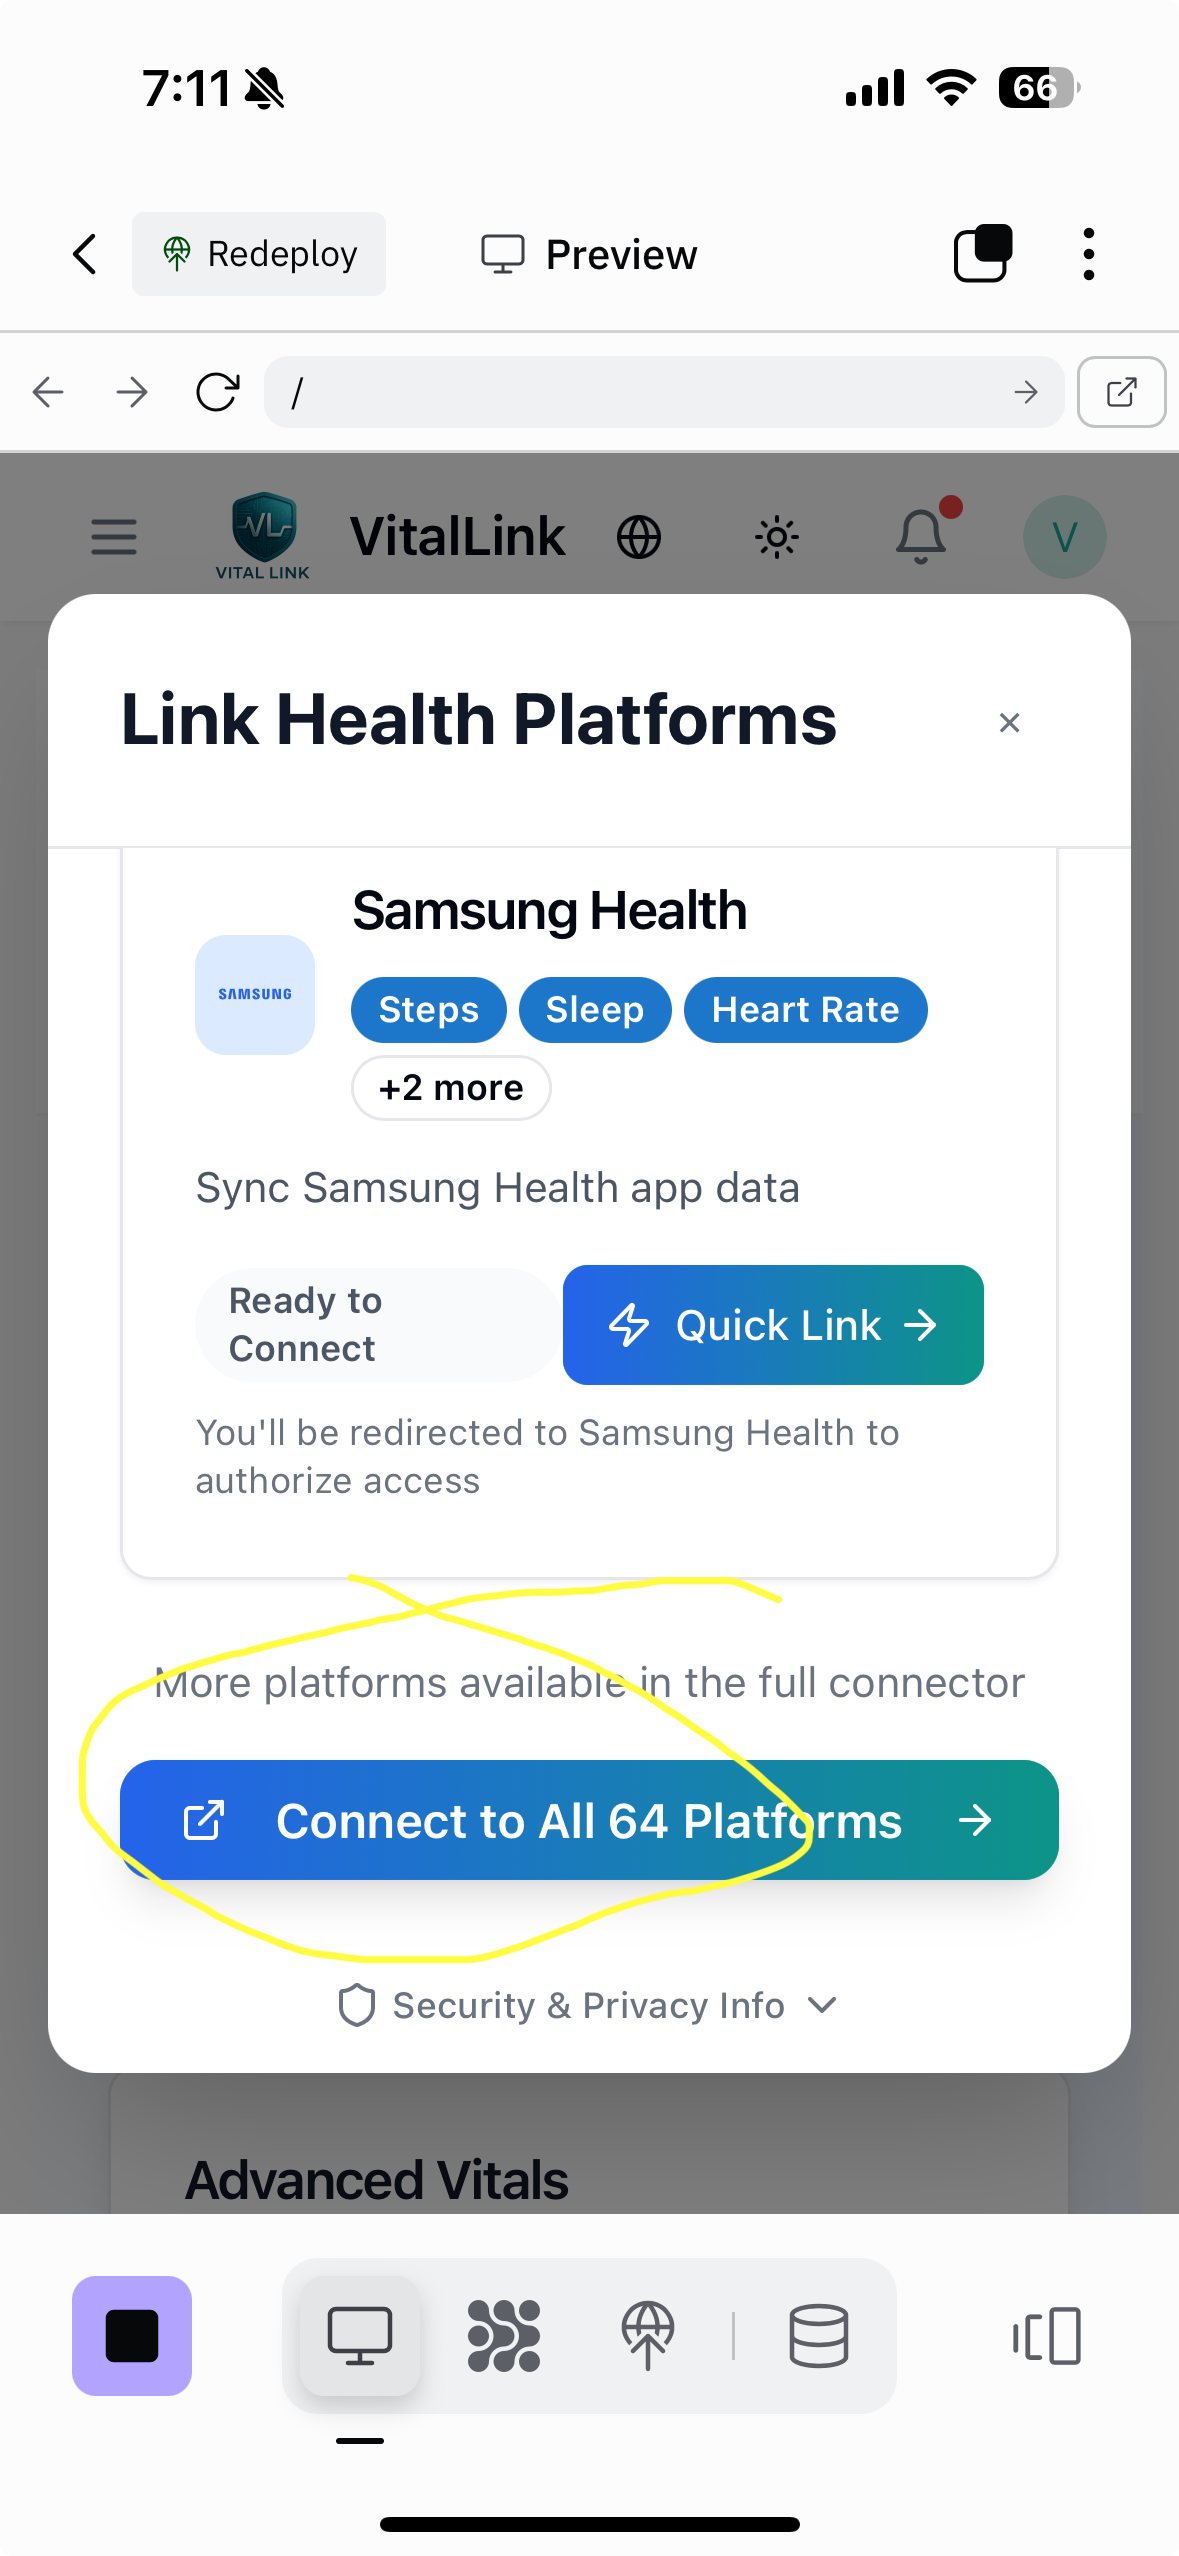 7:11
66
Redeploy
Preview
/
VL
VITAL LINK
VitalLink
V
Link Health Platforms
×
Samsung Health
SAMSUNG
Steps
Sleep
Heart Rate
+2 more
Sync Samsung Health app data
Ready to
Connect
Quick Link
You'll be redirected to Samsung Health to
authorize access
More platforms available in the full connector
Connect to All 64 Platforms
Security & Privacy Info
Advanced Vitals